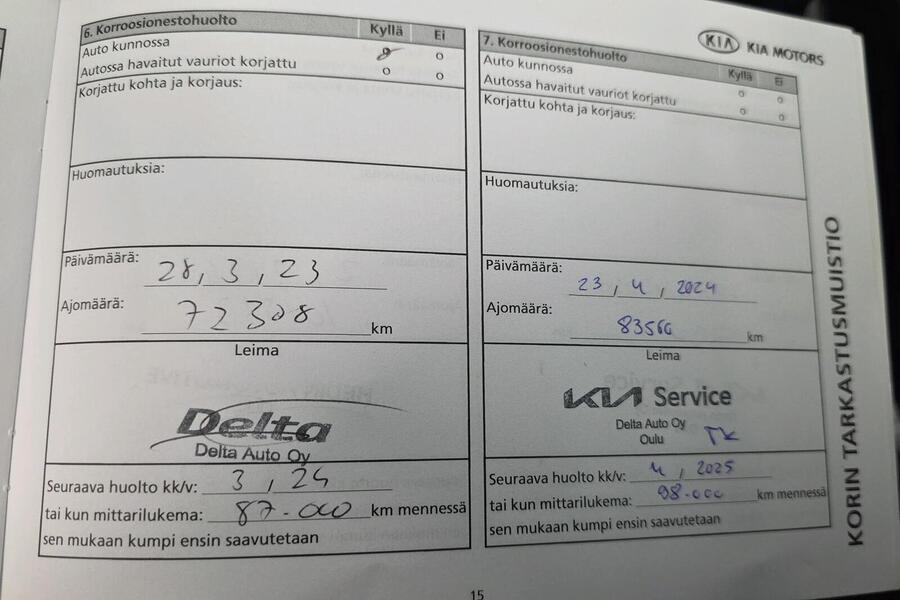 6. Korroosionestohuolto Kyllä Ei
Auto kunnossa o o
Autossa havaitut vauriot korjattu o o
Korjattu kohta ja korjaus:
Huomautuksia:
Päivämäärä: 28, 3, 23
Ajomäärä: 72308 km
Leima
Delta
Delta Auto Oy
Seuraava huolto kk/v: 3, 24
tai kun mittarilukema: 87-000 km mennessä
sen mukaan kumpi ensin saavutetaan
KIA KIA MOTORS
7. Korroosionestohuolto Kyllä Ei
Auto kunnossa o o
Autossa havaitut vauriot korjattu o o
Korjattu kohta ja korjaus:
Huomautuksia:
Päivämäärä: 23, 4, 2024
Ajomäärä: 83566 km
Leima
KIA Service
Delta Auto Oy
Oulu TK
Seuraava huolto kk/v: 4, 2025
tai kun mittarilukema: 98-000 km mennessä
sen mukaan kumpi ensin saavutetaan
KORIN TARKASTUSMUISTIO
15